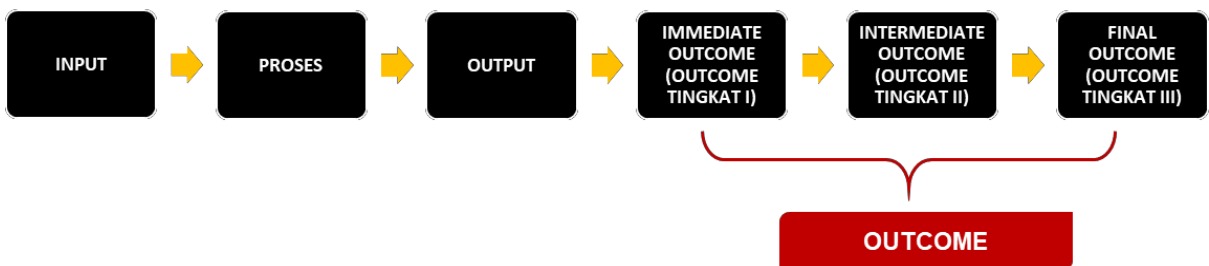 INPUT
PROSES
OUTPUT
IMMEDIATE
OUTCOME
(OUTCOME
TINGKAT I)
INTERMEDIATE
OUTCOME
(OUTCOME
TINGKAT II)
FINAL
OUTCOME
(OUTCOME
TINGKAT III)
OUTCOME